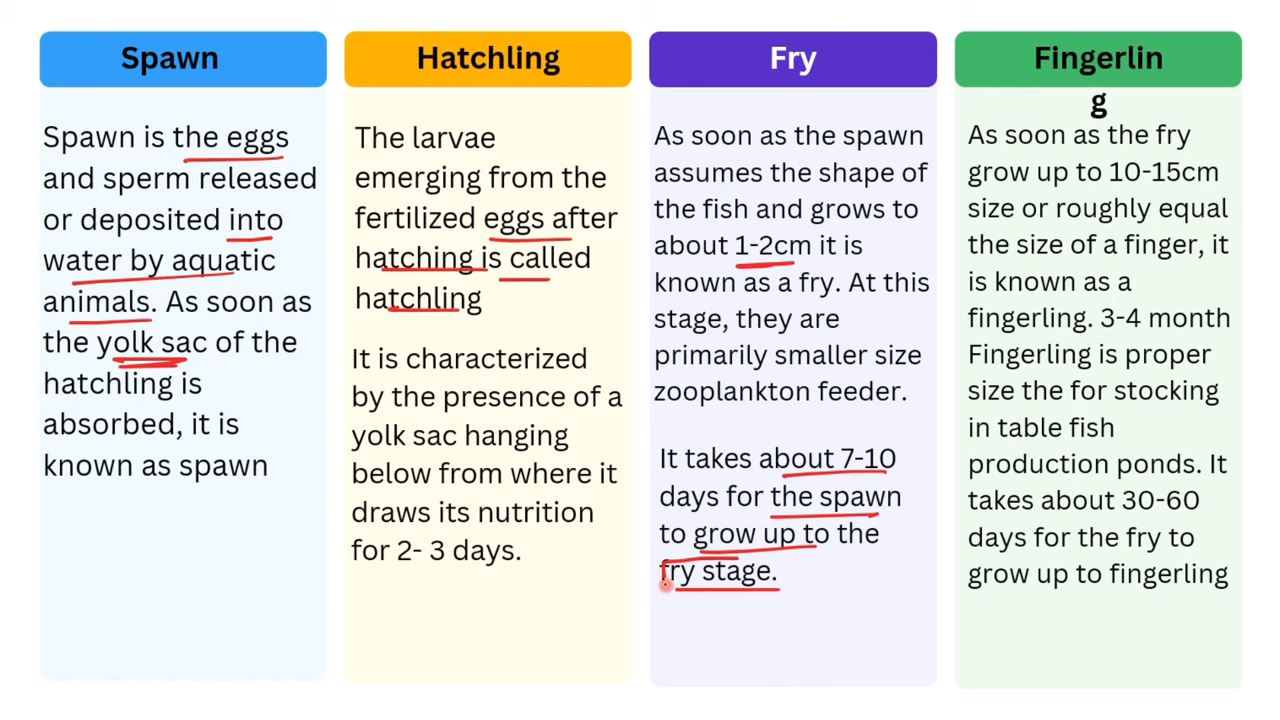 Spawn
Spawn is the eggs
and sperm released
or deposited into
water by aquatic
animals. As soon as
the yolk sac of the
hatchling is
absorbed, it is
known as spawn
Hatchling
The larvae
emerging from the
fertilized eggs after
hatching is called
hatchling
It is characterized
by the presence of a
yolk sac hanging
below from where it
draws its nutrition
for 2- 3 days.
Fry
As soon as the spawn
assumes the shape of
the fish and grows to
about 1-2cm it is
known as a fry. At this
stage, they are
primarily smaller size
zooplankton feeder.
It takes about 7-10
days for the spawn
to grow up to the
fry stage.
Fingerlin
g
As soon as the fry
grow up to 10-15cm
size or roughly equal
the size of a finger, it
is known as a
fingerling. 3-4 month
Fingerling is proper
size the for stocking
in table fish
production ponds. It
takes about 30-60
days for the fry to
grow up to fingerling